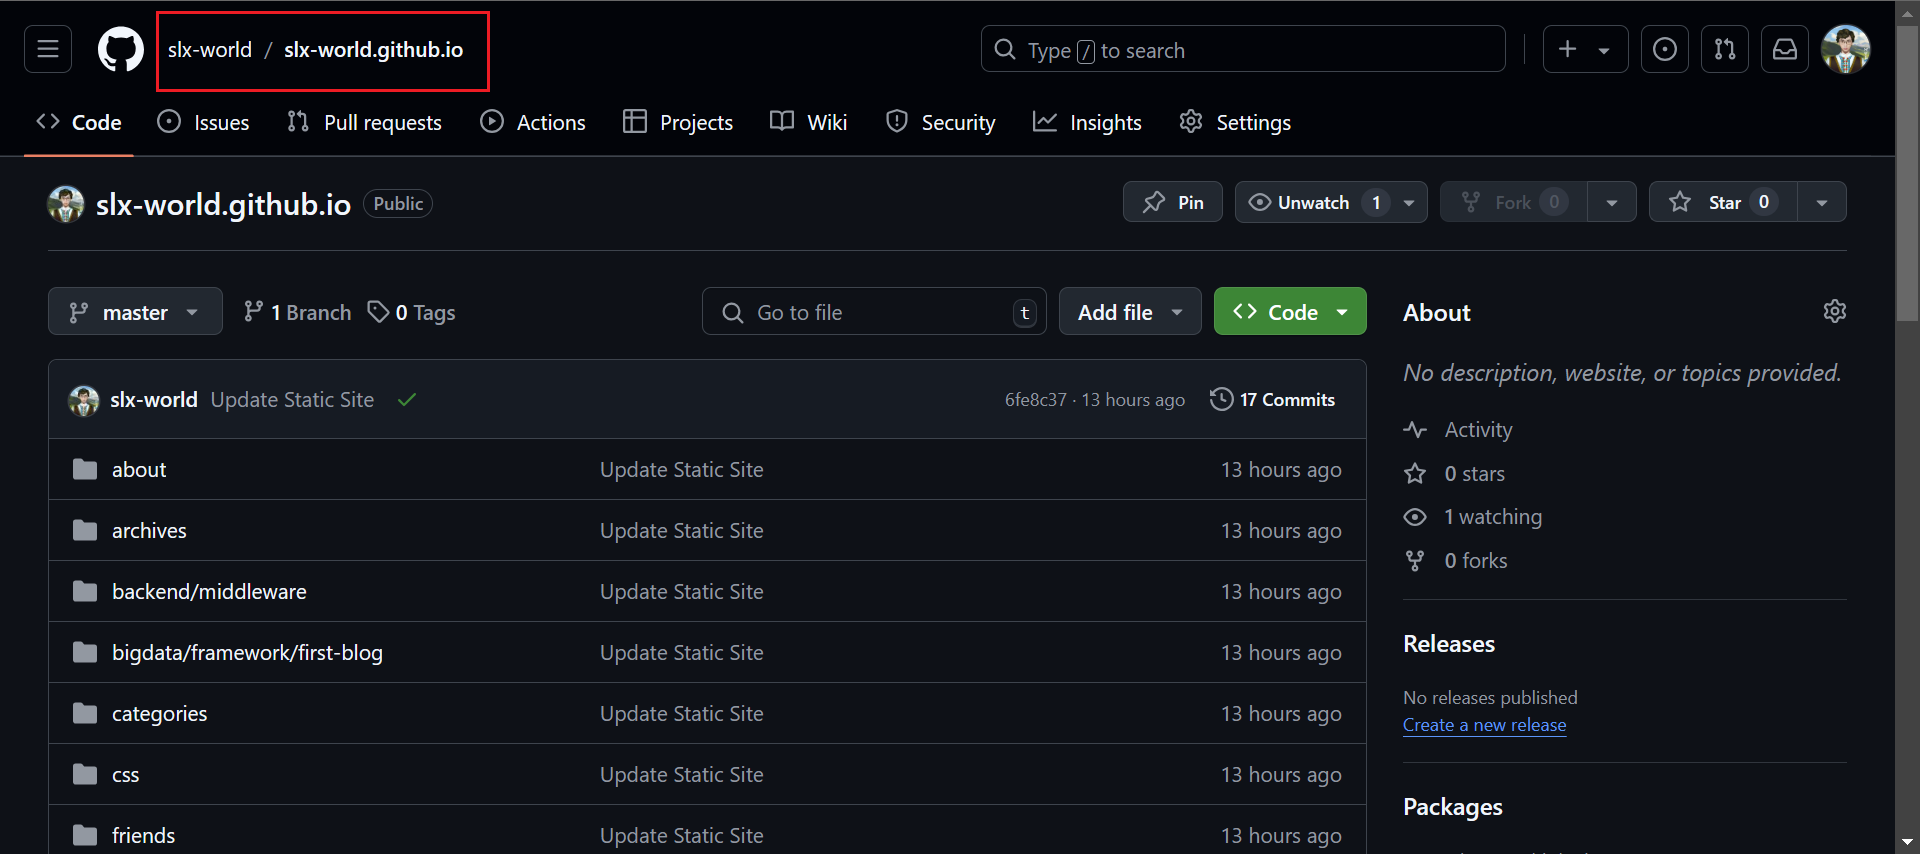 slx-world / slx-world.github.io
Type / to search
Code Issues Pull requests Actions Projects Wiki Security Insights Settings
slx-world.github.io Public
Pin Unwatch 1 Fork 0 Star 0
master 1 Branch 0 Tags Go to file t Add file Code
slx-world Update Static Site 6fe8c37 · 13 hours ago 17 Commits
about Update Static Site 13 hours ago
archives Update Static Site 13 hours ago
backend/middleware Update Static Site 13 hours ago
bigdata/framework/first-blog Update Static Site 13 hours ago
categories Update Static Site 13 hours ago
css Update Static Site 13 hours ago
friends Update Static Site 13 hours ago
About
No description, website, or topics provided.
Activity
0 stars
1 watching
0 forks
Releases
No releases published
Create a new release
Packages